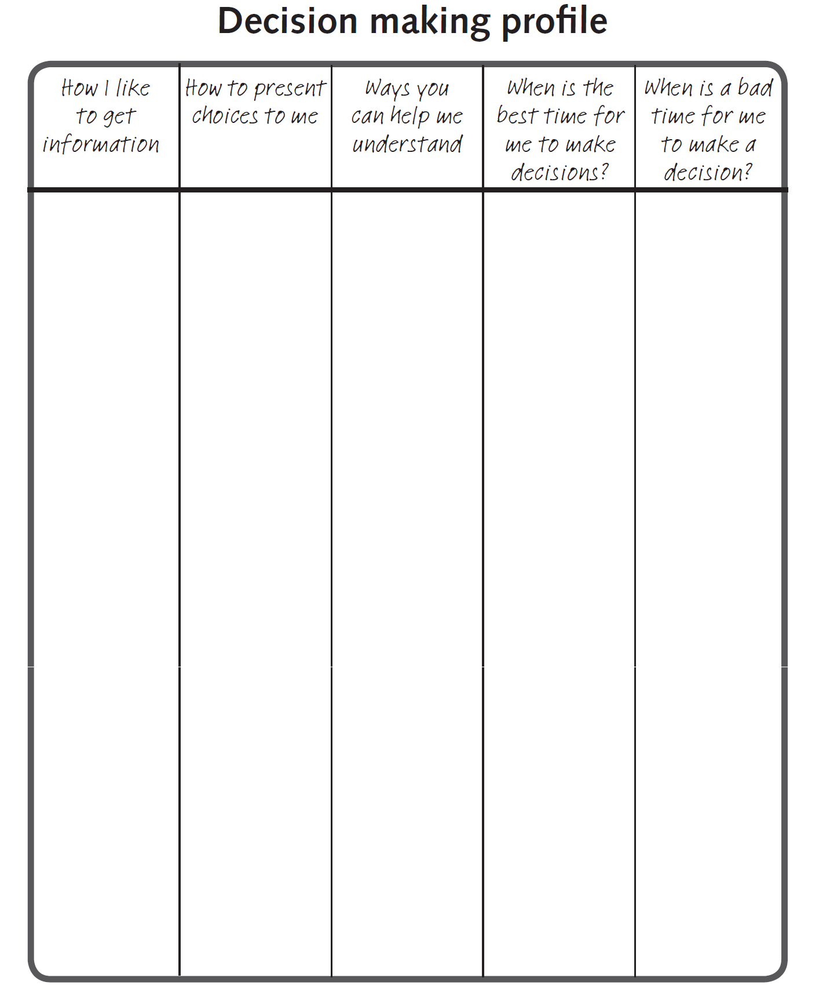 Decision making profile
How I like
to get
information
How to present
choices to me
Ways you
can help me
understand
When is the
best time for
me to make
decisions?
When is a bad
time for me
to make a
decision?